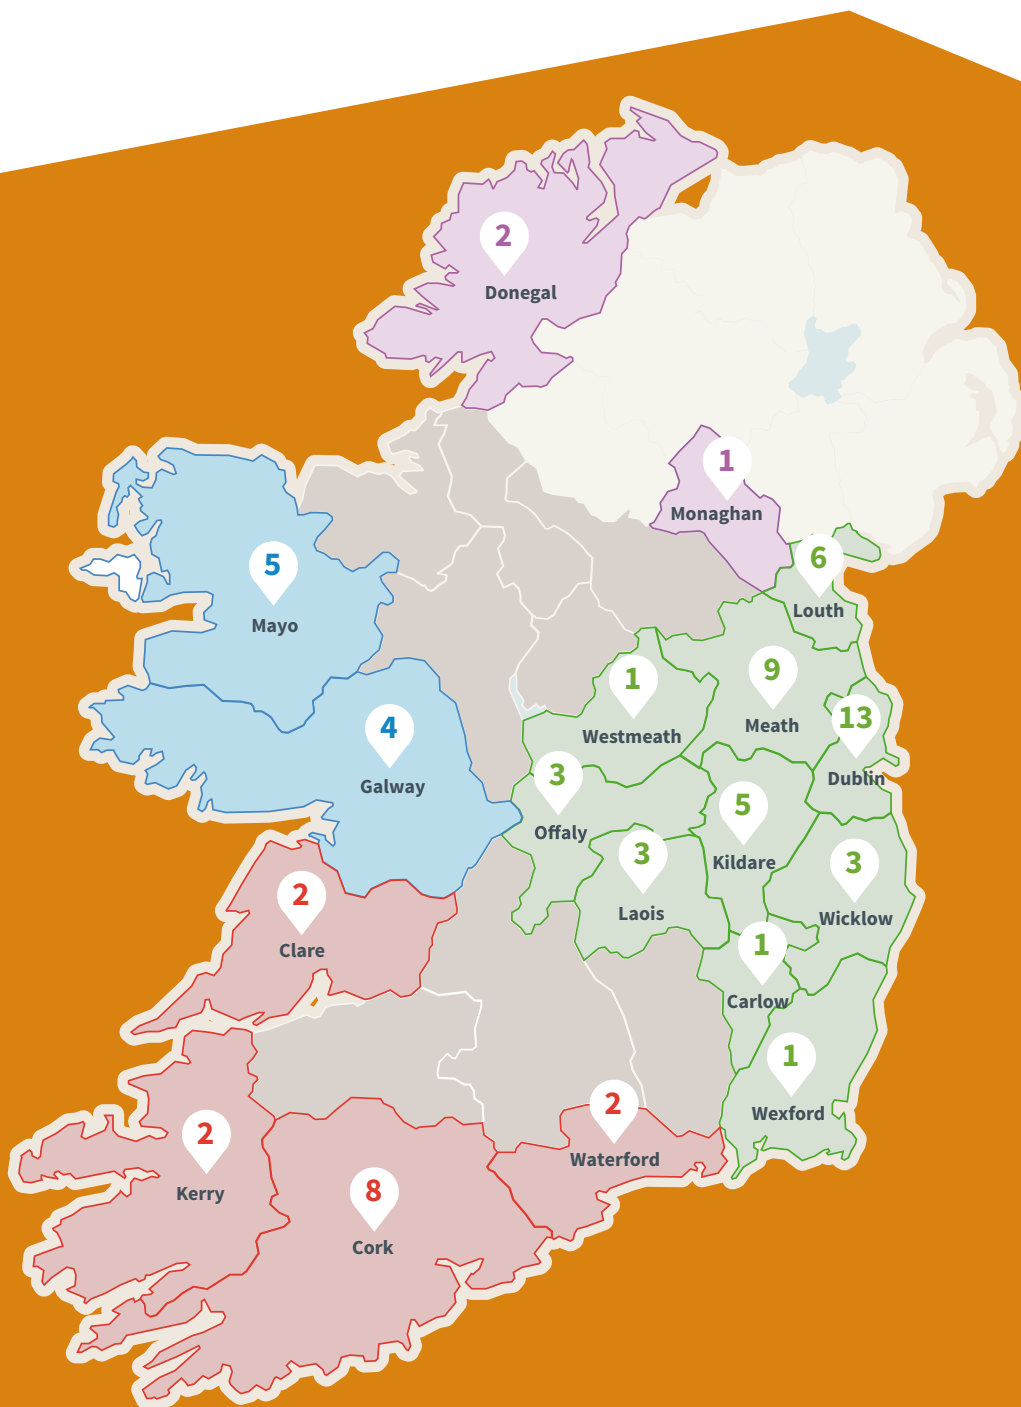 2
Donegal
1
Monaghan
6
Louth
5
Mayo
1
Westmeath
9
Meath
13
Dublin
4
Galway
3
Offaly
5
Kildare
3
Laois
3
Wicklow
2
Clare
1
Carlow
1
Wexford
2
Waterford
2
Kerry
8
Cork